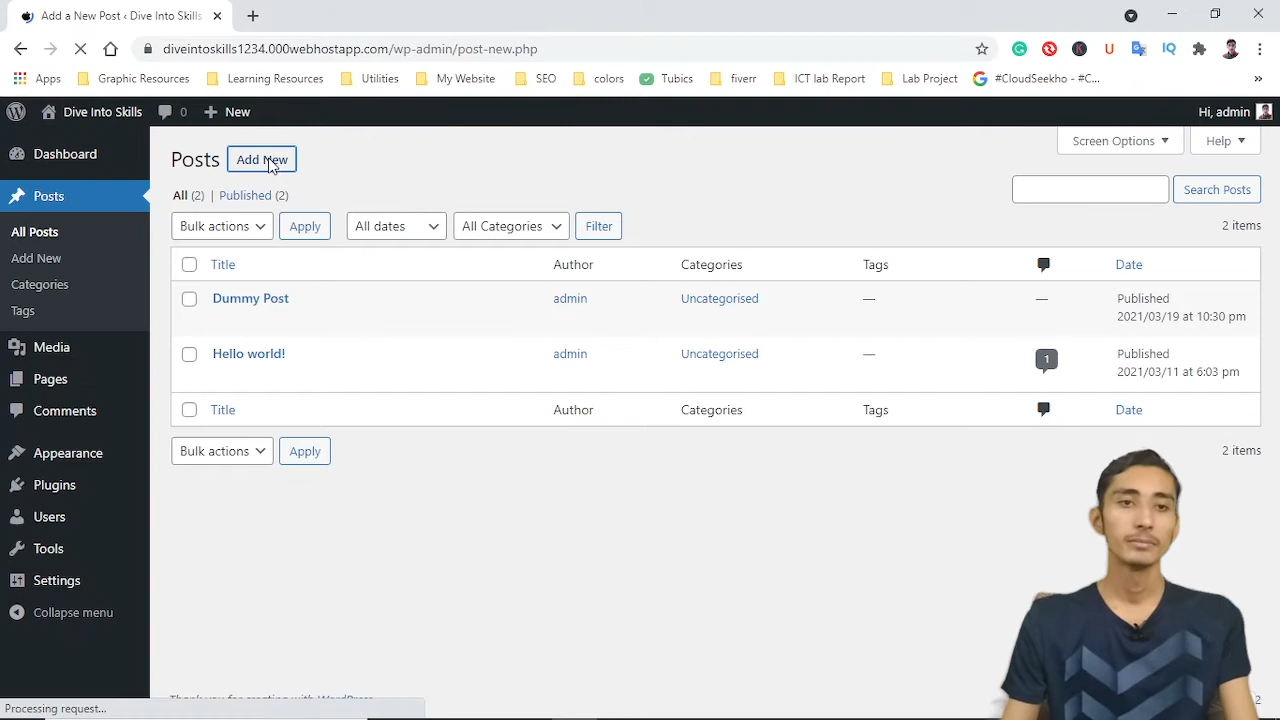 Add a New Post ‹ Dive Into Skills
diveintoskills1234.000webhostapp.com/wp-admin/post-new.php
Apps Graphic Resources Learning Resources Utilities My Website SEO colors Tubics fiverr ICT lab Report Lab Project #CloudSeekho - #C... »
Dive Into Skills 0 + New Hi, admin
Dashboard
Posts
All Posts
Add New
Categories
Tags
Media
Pages
Comments
Appearance
Plugins
Users
Tools
Settings
Collapse menu
Screen Options Help
Posts Add New
All (2) | Published (2)
Search Posts
Bulk actions Apply All dates All Categories Filter 2 items
Title Author Categories Tags Date
Dummy Post admin Uncategorised — — Published
2021/03/19 at 10:30 pm
Hello world! admin Uncategorised — 1 Published
2021/03/11 at 6:03 pm
Title Author Categories Tags Date
Bulk actions Apply 2 items
Processing request...